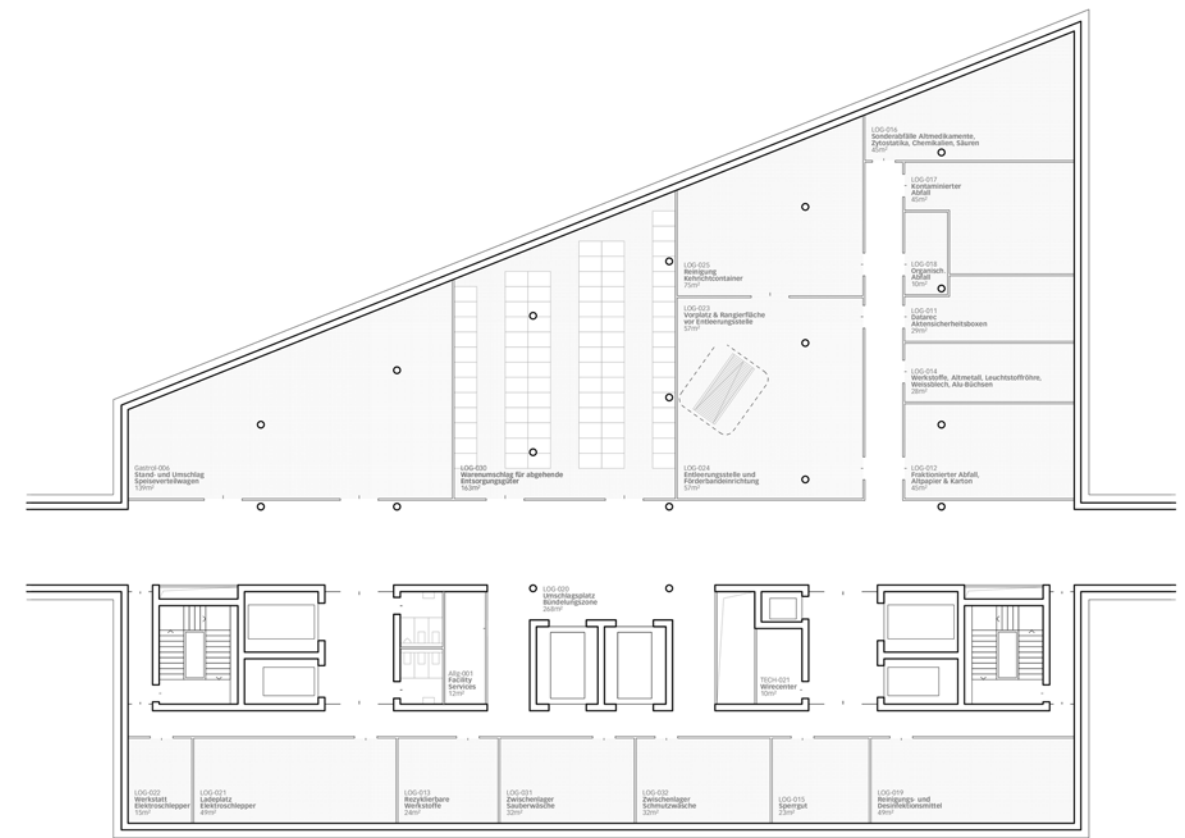 LOG-016
Sonderabfälle Altmedikamente,
Zytostatika, Chemikalien, Säuren
45m²
LOG-017
Kontaminierter
Abfall
45m²
LOG-018
Organisch.
Abfall
10m²
LOG-025
Reinigung
Kehrichtcontainer
75m²
LOG-023
Vorplatz & Rangierfläche
vor Entleerungsstelle
57m²
LOG-011
Datarec
Aktensicherheitsboxen
29m²
LOG-014
Werkstoffe, Altmetall, Leuchtstoffröhre,
Weissblech, Alu-Büchsen
28m²
Gastrol-006
Stand- und Umschlag
Speiseverteilwagen
139m²
LOG-030
Warenumschlag für abgehende
Entsorgungsgüter
163m²
LOG-024
Entleerungsstelle und
Förderbandeinrichtung
57m²
LOG-012
Fraktionierter Abfall,
Altpapier & Karton
45m²
LOG-020
Umschlagsplatz
Bündelungszone
268m²
Allg-001
Facility
Services
12m²
TECH-021
Wirecenter
10m²
LOG-022
Werkstatt
Elektroschlepper
15m²
LOG-021
Ladeplatz
Elektroschlepper
49m²
LOG-013
Rezyklierbare
Werkstoffe
24m²
LOG-031
Zwischenlager
Sauberwäsche
32m²
LOG-032
Zwischenlager
Schmutzwäsche
32m²
LOG-015
Sperrgut
23m²
LOG-019
Reinigungs- und
Desinfektionsmittel
49m²